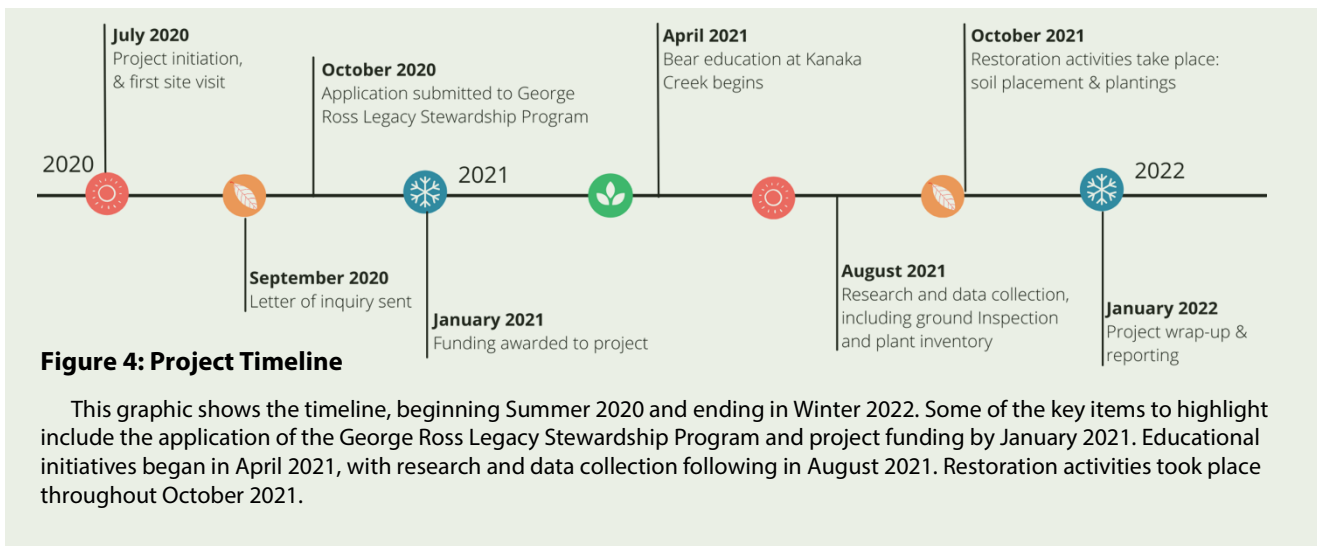 July 2020
Project initiation,
& first site visit
October 2020
Application submitted to George
Ross Legacy Stewardship Program
April 2021
Bear education at Kanaka
Creek begins
October 2021
Restoration activities take place:
soil placement & plantings
2020
2021
2022
September 2020
Letter of inquiry sent
January 2021
Funding awarded to project
August 2021
Research and data collection,
including ground Inspection
and plant inventory
January 2022
Project wrap-up &
reporting
Figure 4: Project Timeline
This graphic shows the timeline, beginning Summer 2020 and ending in Winter 2022. Some of the key items to highlight
include the application of the George Ross Legacy Stewardship Program and project funding by January 2021. Educational
initiatives began in April 2021, with research and data collection following in August 2021. Restoration activities took place
throughout October 2021.